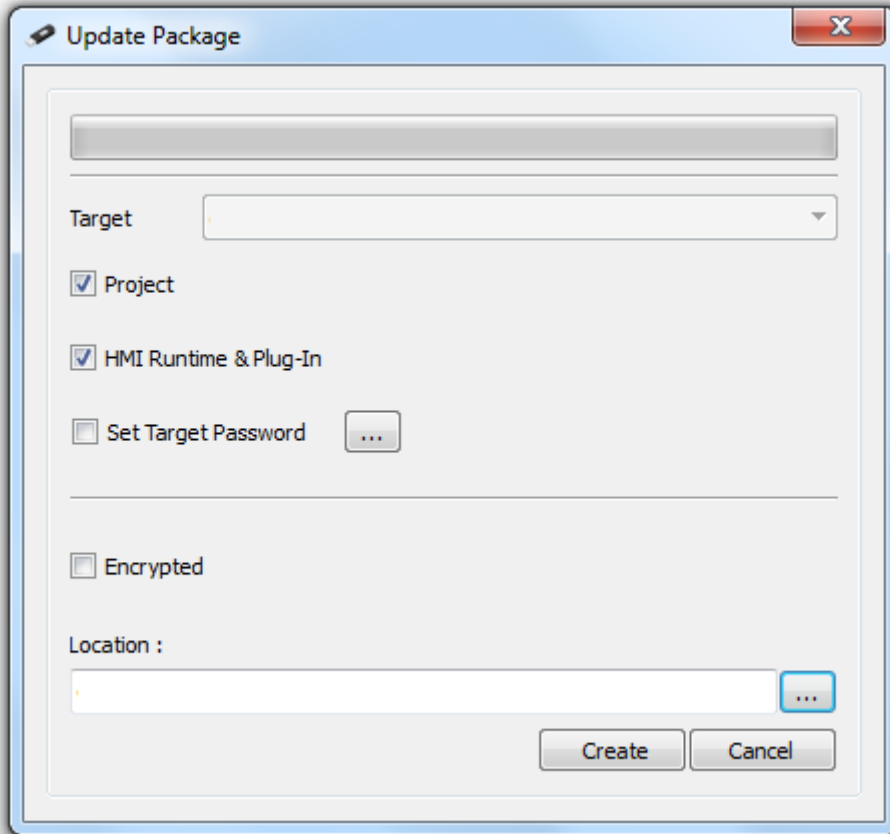 Update Package
Target
Project
HMI Runtime & Plug-In
Set Target Password ...
Encrypted
Location :
...
Create Cancel